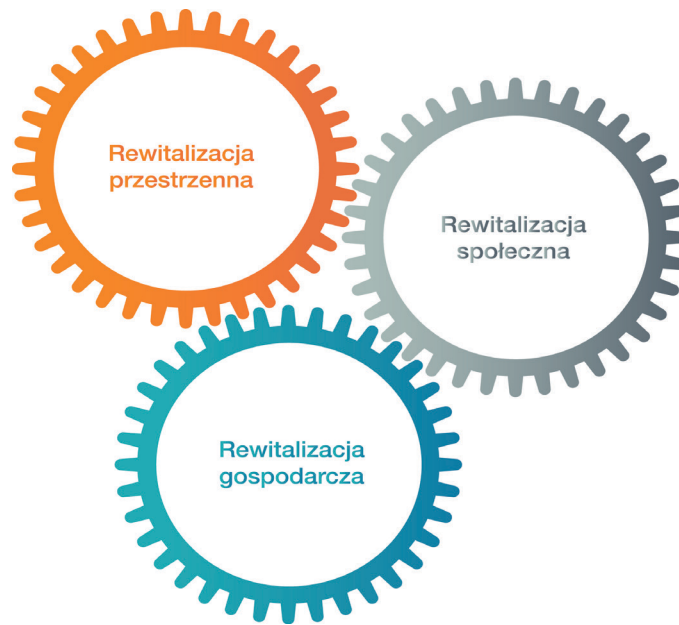 Rewitalizacja
przestrzenna
Rewitalizacja
społeczna
Rewitalizacja
gospodarcza